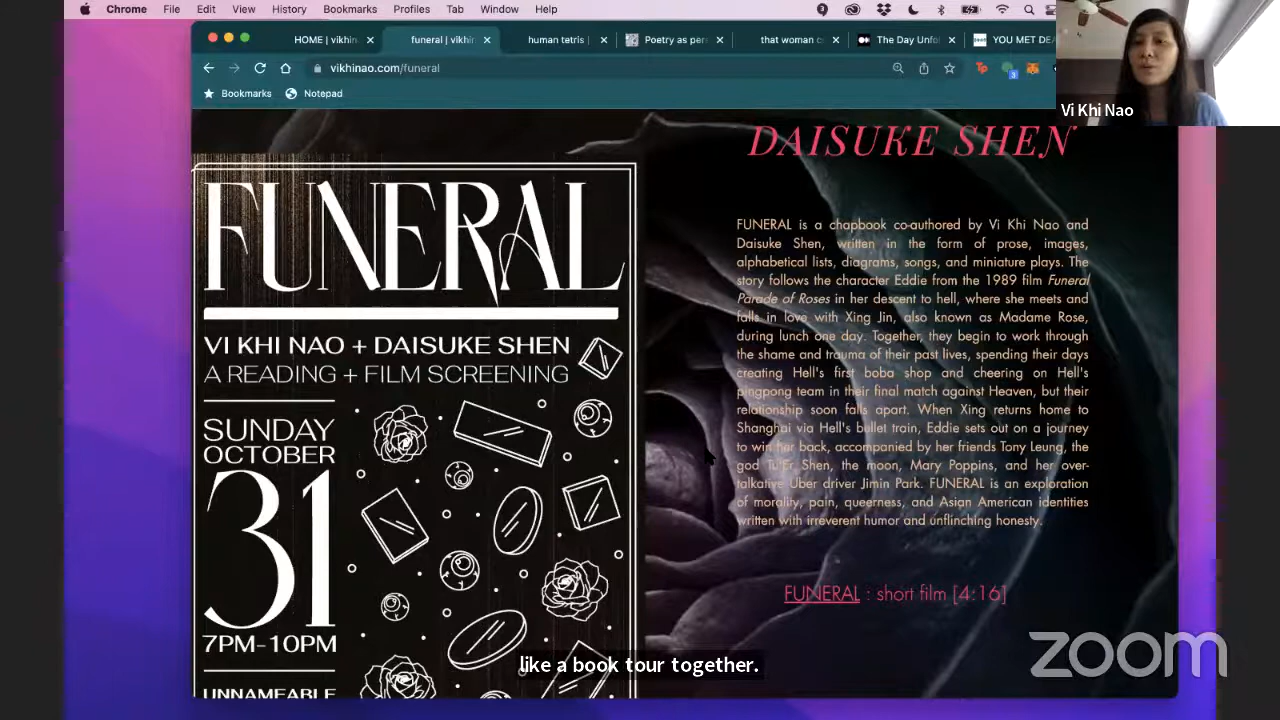 Chrome File Edit View History Bookmarks Profiles Tab Window Help
HOME | vikhin
funeral | vikhir
human tetris |
Poetry as per
that woman c
The Day Unfo
YOU MET DEA
vikhinao.com/funeral
Bookmarks
Notepad
Vi Khi Nao
FUNERAL
VI KHI NAO + DAISUKE SHEN
A READING + FILM SCREENING
SUNDAY
OCTOBER
31
7PM-10PM
UNNAMEABLE
DAISUKE SHEN
FUNERAL is a chapbook co-authored by Vi Khi Nao and
Daisuke Shen, written in the form of prose, images,
alphabetical lists, diagrams, songs, and miniature plays. The
story follows the character Eddie from the 1989 film Funeral
Parade of Roses in her descent to hell, where she meets and
falls in love with Xing Jin, also known as Madame Rose,
during lunch one day. Together, they begin to work through
the shame and trauma of their past lives, spending their days
creating Hell's first boba shop and cheering on Hell's
pingpong team in their final match against Heaven, but their
relationship soon falls apart. When Xing returns home to
Shanghai via Hell's bullet train, Eddie sets out on a journey
to win her back, accompanied by her friends Tony Leung, the
god Tu'Er Shen, the moon, Mary Poppins, and her over-
talkative Uber driver Jimin Park. FUNERAL is an exploration
of morality, pain, queerness, and Asian American identities
written with irreverent humor and unflinching honesty.
FUNERAL : short film [4:16]
like a book tour together.
zoom